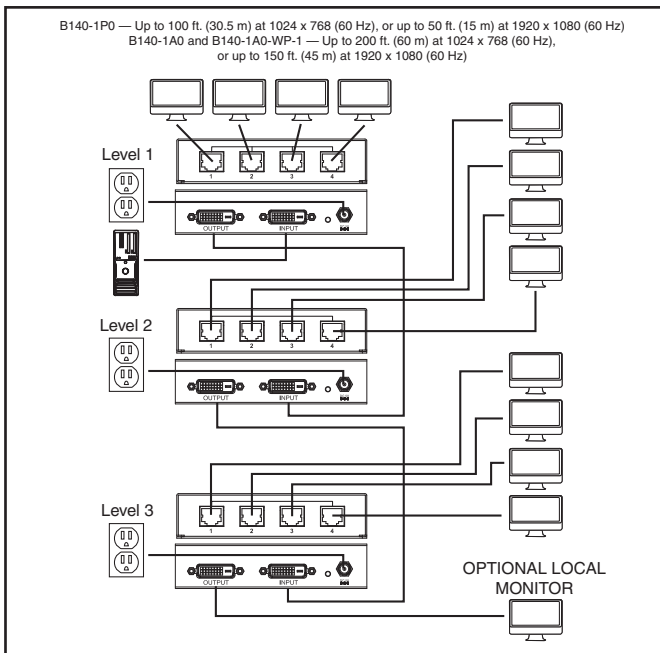 B140-1P0 — Up to 100 ft. (30.5 m) at 1024 x 768 (60 Hz), or up to 50 ft. (15 m) at 1920 x 1080 (60 Hz)
B140-1A0 and B140-1A0-WP-1 — Up to 200 ft. (60 m) at 1024 x 768 (60 Hz),
or up to 150 ft. (45 m) at 1920 x 1080 (60 Hz)
Level 1
1 2 3 4
OUTPUT INPUT
Level 2
1 2 3 4
OUTPUT INPUT
Level 3
1 2 3 4
OUTPUT INPUT
OPTIONAL LOCAL
MONITOR